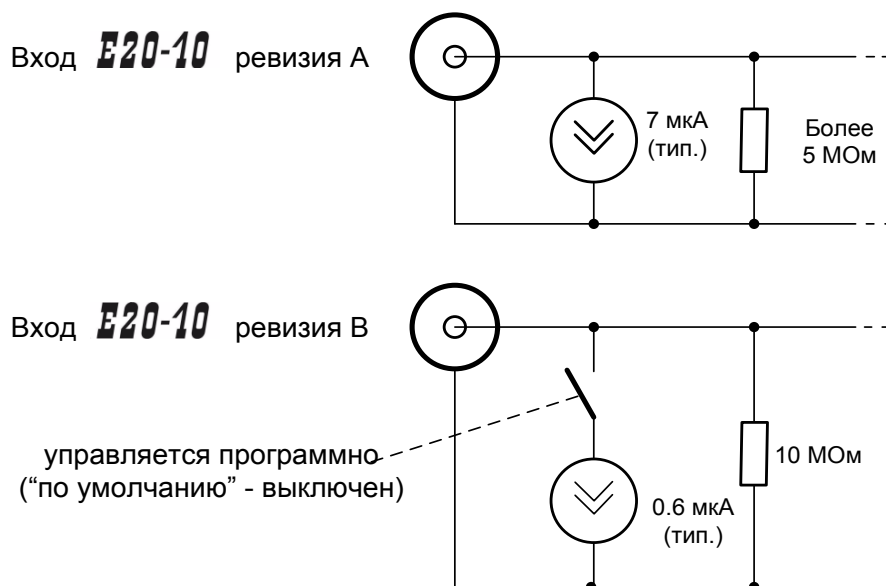 Вход E20-10 ревизия А
7 мкА
(тип.)
Более
5 МОм
Вход E20-10 ревизия В
управляется программно
(“по умолчанию” - выключен)
10 МОм
0.6 мкА
(тип.)